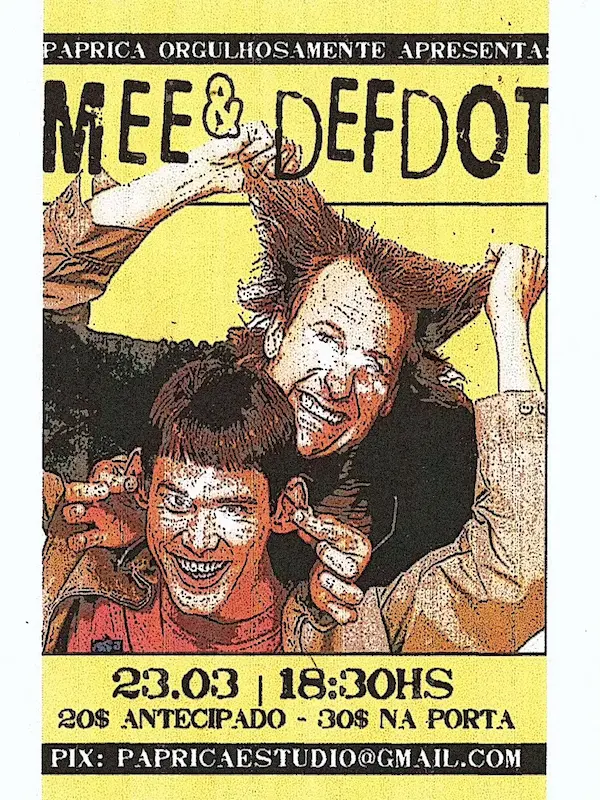 PAPRICA ORGULHOSAMENTE APRESENTA:
MEE & DEFDOT
23.03 | 18:30HS
20$ ANTECIPADO - 30$ NA PORTA
PIX: PAPRICAESTUDIO@GMAIL.COM